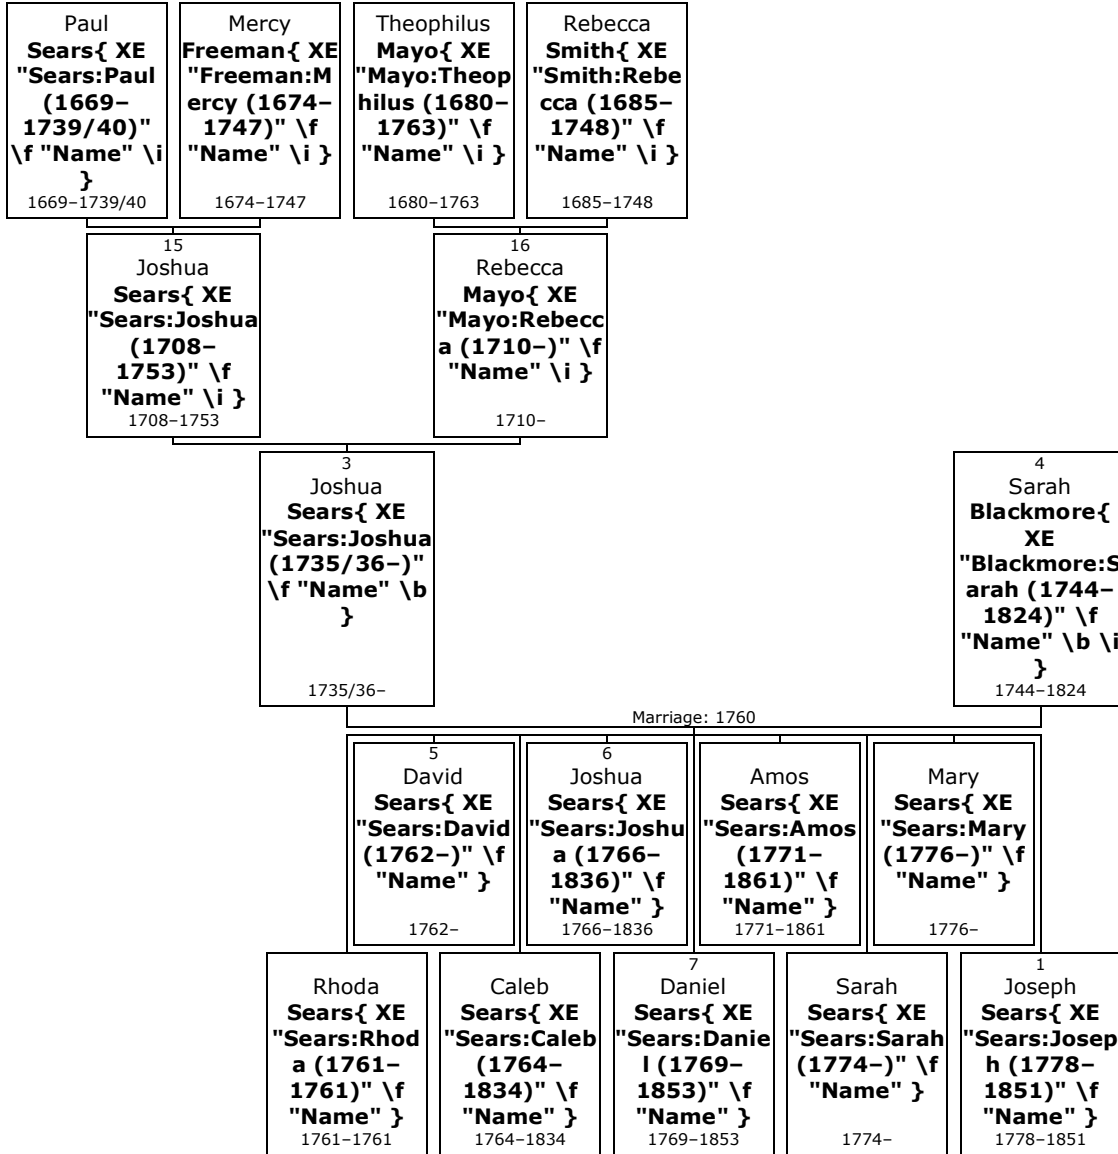 Paul
Sears{ XE
"Sears:Paul
(1669–
1739/40)"
\f "Name" \i
}
1669–1739/40
Mercy
Freeman{ XE
"Freeman:M
ercy (1674–
1747)" \f
"Name" \i }
1674–1747
Theophilus
Mayo{ XE
"Mayo:Theop
hilus (1680–
1763)" \f
"Name" \i }
1680–1763
Rebecca
Smith{ XE
"Smith:Rebe
cca (1685–
1748)" \f
"Name" \i }
1685–1748
15
Joshua
Sears{ XE
"Sears:Joshua
(1708–
1753)" \f
"Name" \i }
1708–1753
16
Rebecca
Mayo{ XE
"Mayo:Rebecc
a (1710–)" \f
"Name" \i }
1710–
3
Joshua
Sears{ XE
"Sears:Joshua
(1735/36–)"
\f "Name" \b
}
1735/36–
4
Sarah
Blackmore{
XE
"Blackmore:S
arah (1744–
1824)" \f
"Name" \b \i
}
1744–1824
Marriage: 1760
5
David
Sears{ XE
"Sears:David
(1762–)" \f
"Name" }
1762–
6
Joshua
Sears{ XE
"Sears:Joshu
a (1766–
1836)" \f
"Name" }
1766–1836
Amos
Sears{ XE
"Sears:Amos
(1771–
1861)" \f
"Name" }
1771–1861
Mary
Sears{ XE
"Sears:Mary
(1776–)" \f
"Name" }
1776–
Rhoda
Sears{ XE
"Sears:Rhod
a (1761–
1761)" \f
"Name" }
1761–1761
Caleb
Sears{ XE
"Sears:Caleb
(1764–
1834)" \f
"Name" }
1764–1834
7
Daniel
Sears{ XE
"Sears:Danie
l (1769–
1853)" \f
"Name" }
1769–1853
Sarah
Sears{ XE
"Sears:Sarah
(1774–)" \f
"Name" }
1774–
1
Joseph
Sears{ XE
"Sears:Josep
h (1778–
1851)" \f
"Name" }
1778–1851